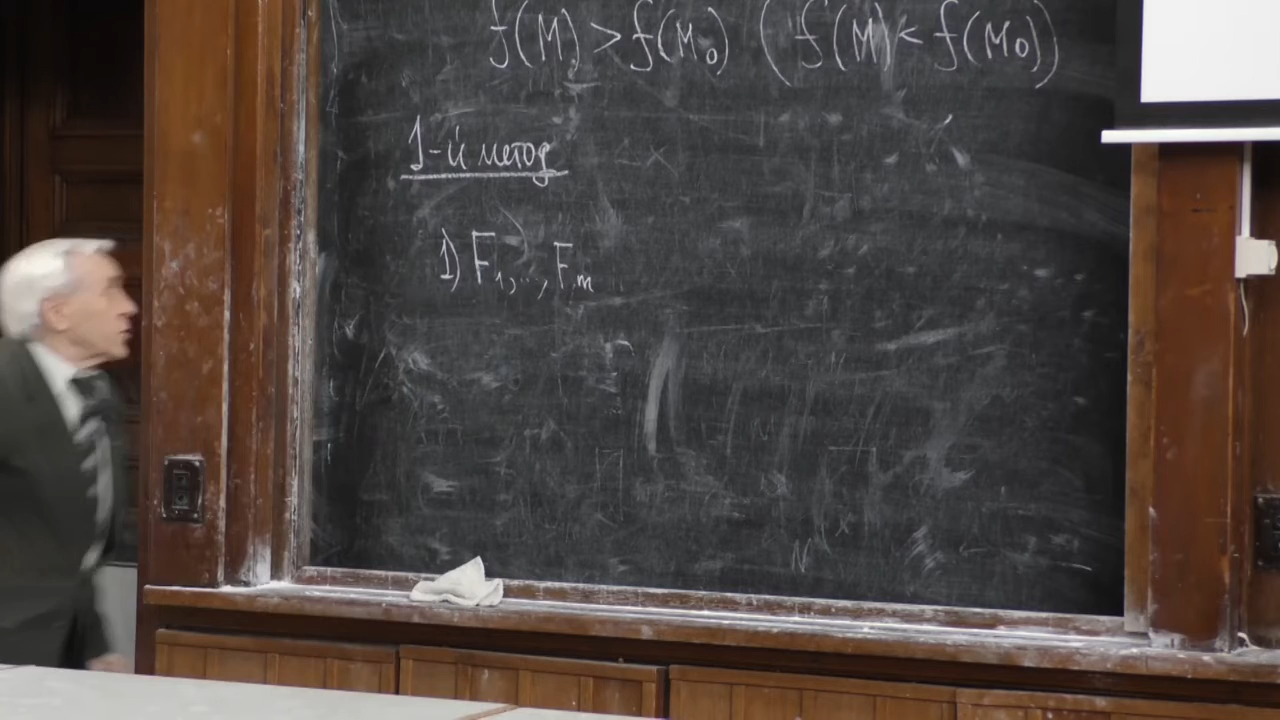 f(M) > f(M₀) ( f(M) < f(M₀))
1-й метод
1) F₁,..., Fₘ